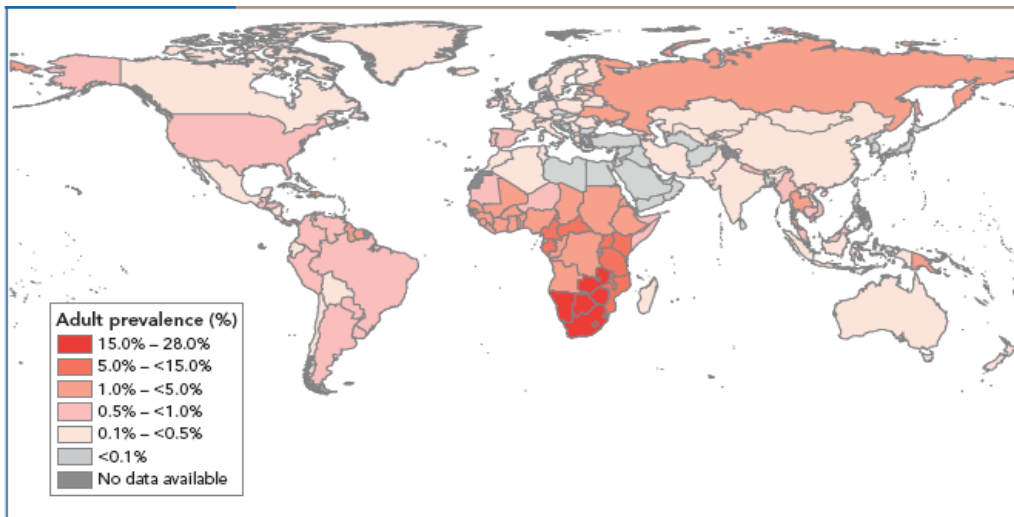 Adult prevalence (%)
15.0% – 28.0%
5.0% – <15.0%
1.0% – <5.0%
0.5% – <1.0%
0.1% – <0.5%
<0.1%
No data available